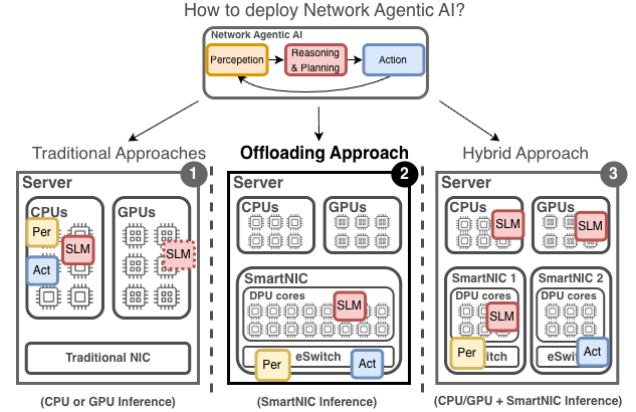 How to deploy Network Agentic AI?
Network Agentic AI
Percepetion
Reasoning
& Planning
Action
Traditional Approaches
Offloading Approach
Hybrid Approach
1
Server
CPUs
GPUs
Per
SLM
Act
SLM
Traditional NIC
(CPU or GPU Inference)
2
Server
CPUs
GPUs
SmartNIC
DPU cores
SLM
eSwitch
Per
Act
(SmartNIC Inference)
3
Server
CPUs
GPUs
SLM
SLM
SmartNIC 1
SmartNIC 2
DPU cores
DPU cores
SLM
Per
Act
(CPU/GPU + SmartNIC Inference)